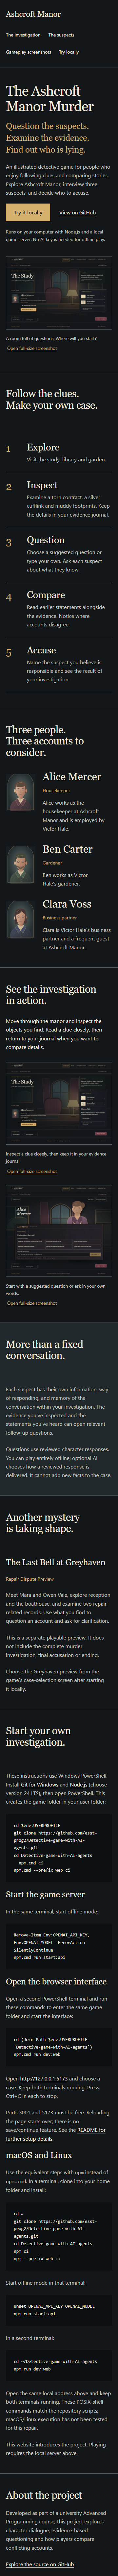 Ashcroft Manor
The investigation The suspects
Gameplay screenshots Try locally
The Ashcroft
Manor Murder
Question the suspects.
Examine the evidence.
Find out who is lying.
An illustrated detective game for people who
enjoy following clues and comparing stories.
Explore Ashcroft Manor, interview three
suspects, and decide who to accuse.
Try it locally View on GitHub
Runs on your computer with Node.js and a local
game server. No AI key is needed for offline play.
The Study
A room full of questions. Where will you start?
Open full-size screenshot
Follow the clues.
Make your own case.
1 Explore
Visit the study, library and garden.
2 Inspect
Examine a torn contract, a silver
cufflink and muddy footprints. Keep
the details in your evidence journal.
3 Question
Choose a suggested question or
type your own. Ask each suspect
about what they know.
4 Compare
Read earlier statements alongside
the evidence. Notice where
accounts disagree.
5 Accuse
Name the suspect you believe is
responsible and see the result of
your investigation.
Three people.
Three accounts to
consider.
Alice Mercer
Housekeeper
Alice works as the
housekeeper at Ashcroft
Manor and is employed by
Victor Hale.
Ben Carter
Gardener
Ben works as Victor
Hale's gardener.
Clara Voss
Business partner
Clara is Victor Hale's business
partner and a frequent guest
at Ashcroft Manor.
See the investigation
in action.
Move through the manor and inspect the
objects you find. Read a clue closely, then
return to your journal when you want to
compare details.
The Study
Inspect a clue closely, then keep it in your evidence
journal.
Open full-size screenshot
Alice
Mercer
Start with a suggested question or ask in your own
words.
Open full-size screenshot
More than a fixed
conversation.
Each suspect has their own information, way
of responding, and memory of the
conversation within your investigation. The
evidence you've inspected and the
statements you've heard can open relevant
follow-up questions.
Questions use reviewed character responses.
You can play entirely offline; optional AI
chooses how a reviewed response is
delivered. It cannot add new facts to the case.
Another mystery
is taking shape.
The Last Bell at Greyhaven
Repair Dispute Preview
Meet Mara and Owen Vale, explore reception
and the boathouse, and examine two repair-
related records. Use what you find to
question an account and ask for clarification.
This is a separate playable preview. It does
not include the complete murder
investigation, final accusation or ending.
Choose the Greyhaven preview from the
game's case-selection screen after starting
it locally.
Start your own
investigation.
These instructions use Windows PowerShell.
Install Git for Windows and Node.js (choose
version 24 LTS), then open PowerShell. This
creates the game folder in your user folder:
cd $env:USERPROFILE
git clone https://github.com/esst-
prog2/Detective-game-with-AI-
agents.git
cd Detective-game-with-AI-agents
npm.cmd ci
npm.cmd --prefix web ci
Start the game server
In the same terminal, start offline mode:
Remove-Item Env:OPENAI_API_KEY,
Env:OPENAI_MODEL -ErrorAction
SilentlyContinue
npm.cmd run start:api
Open the browser interface
Open a second PowerShell terminal and run
these commands to enter the same game
folder and start the interface:
cd (Join-Path $env:USERPROFILE
'Detective-game-with-AI-agents')
npm.cmd run dev:web
Open http://127.0.0.1:5173 and choose a
case. Keep both terminals running. Press
Ctrl+C in each to stop.
Ports 3001 and 5173 must be free. Reloading
the page starts over; there is no
save/continue feature. See the README for
further setup details.
macOS and Linux
Use the equivalent steps with npm instead of
npm.cmd. In a terminal, clone into your home
folder and install:
cd ~
git clone https://github.com/esst-
prog2/Detective-game-with-AI-
agents.git
cd Detective-game-with-AI-agents
npm ci
npm --prefix web ci
Start offline mode in that terminal:
unset OPENAI_API_KEY OPENAI_MODEL
npm run start:api
In a second terminal:
cd ~/Detective-game-with-AI-agents
npm run dev:web
Open the same local address above and keep
both terminals running. These POSIX-shell
commands match the repository scripts;
macOS/Linux execution has not been tested
for this repair.
This website introduces the project. Playing
requires the local server above.
About the project
Developed as part of a university Advanced
Programming course, this project explores
character dialogue, evidence-based
questioning and how players compare
conflicting accounts.
Explore the source on GitHub